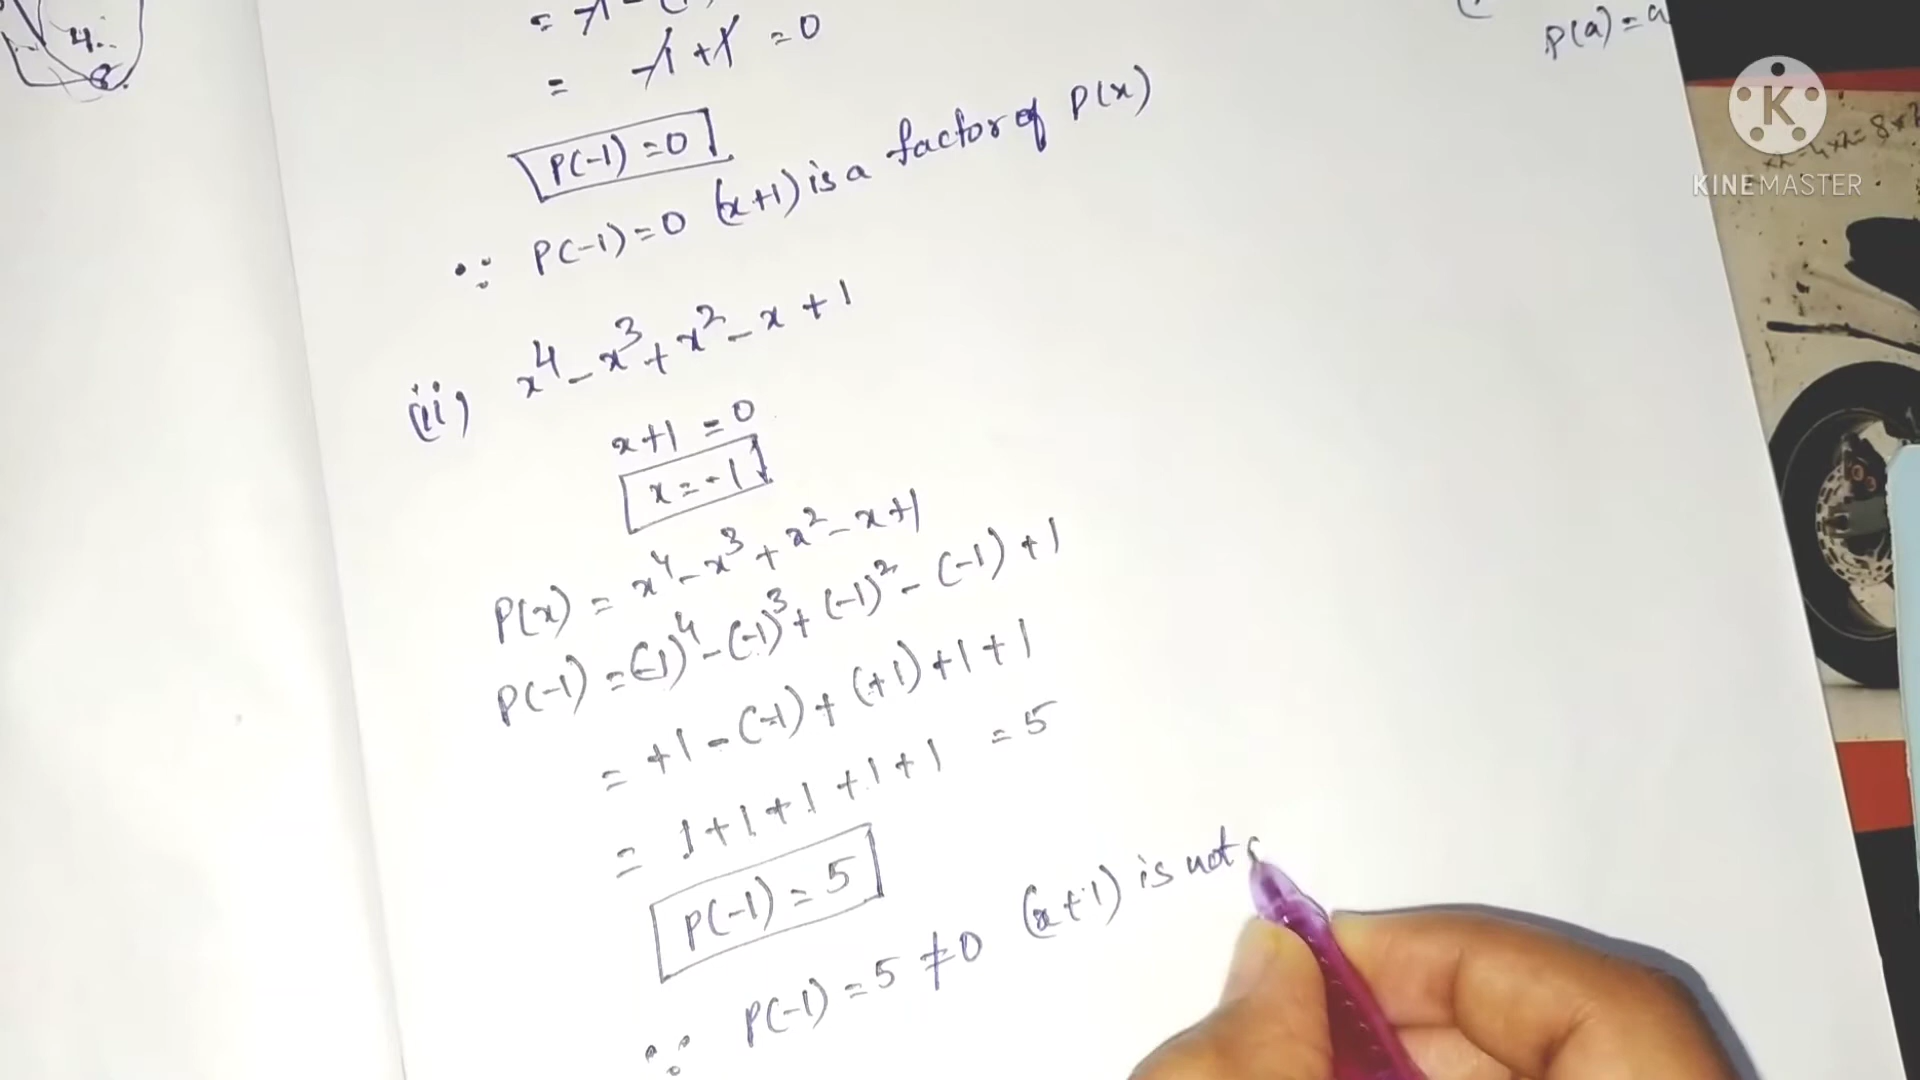 4.
8.
P(a)=a
= -1 + 1 = 0
P(-1) = 0
∵ P(-1) = 0 (x+1) is a factor of P(x)
(ii) x⁴ - x³ + x² - x + 1
x+1 = 0
x = -1
P(x) = x⁴ - x³ + x² - x + 1
P(-1) = (-1)⁴ - (-1)³ + (-1)² - (-1) + 1
= +1 - (-1) + (+1) + 1 + 1
= 1 + 1 + 1 + 1 + 1 = 5
P(-1) = 5
∵ P(-1) = 5 ≠ 0 (x+1) is not
K
KINEMASTER